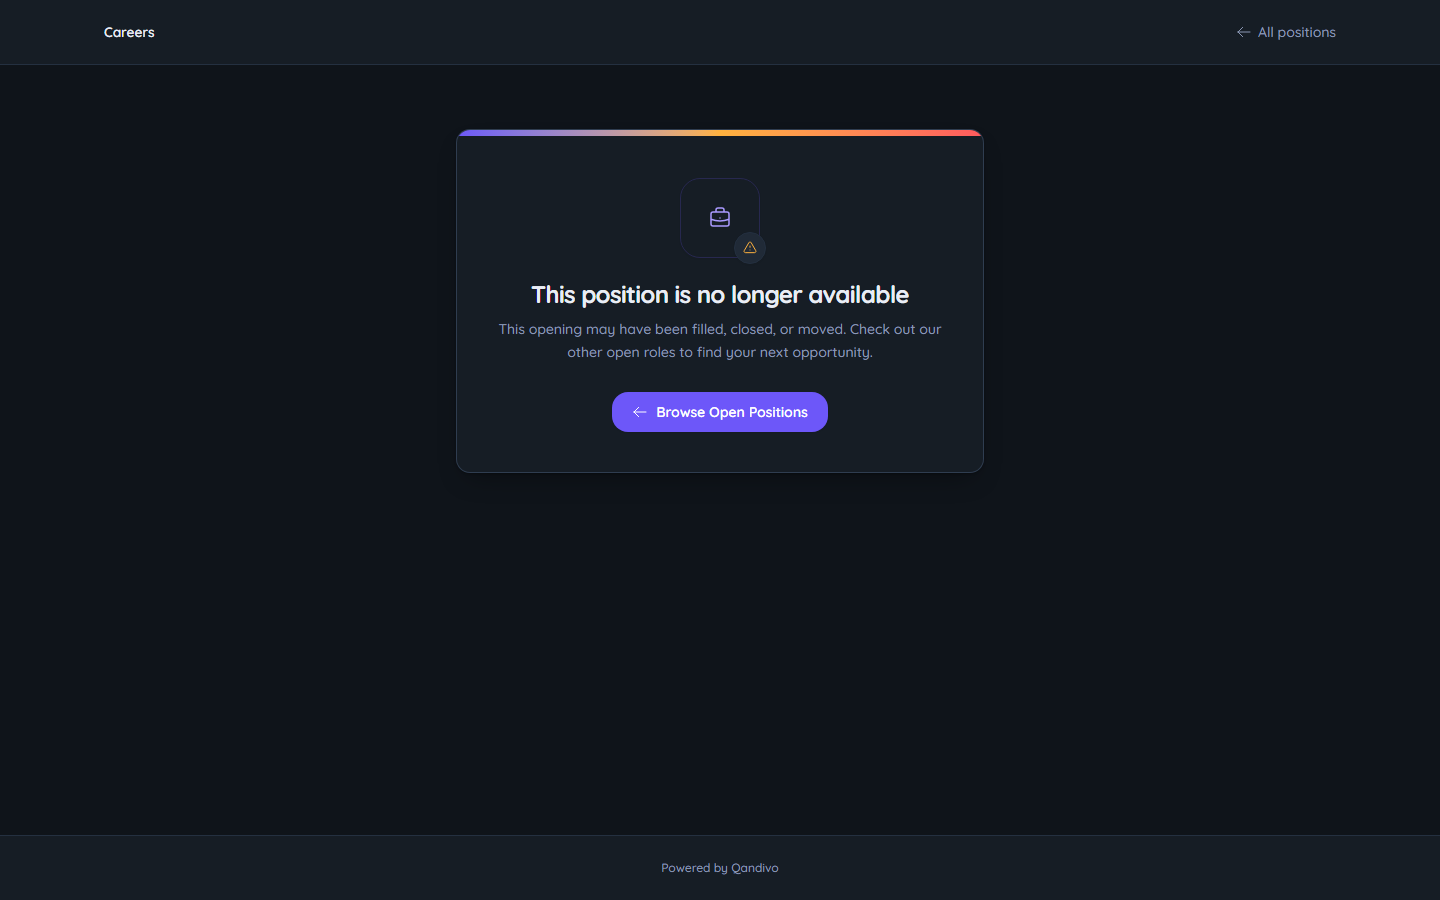 Careers
All positions
This position is no longer available
This opening may have been filled, closed, or moved. Check out our
other open roles to find your next opportunity.
Browse Open Positions
Powered by Qandivo